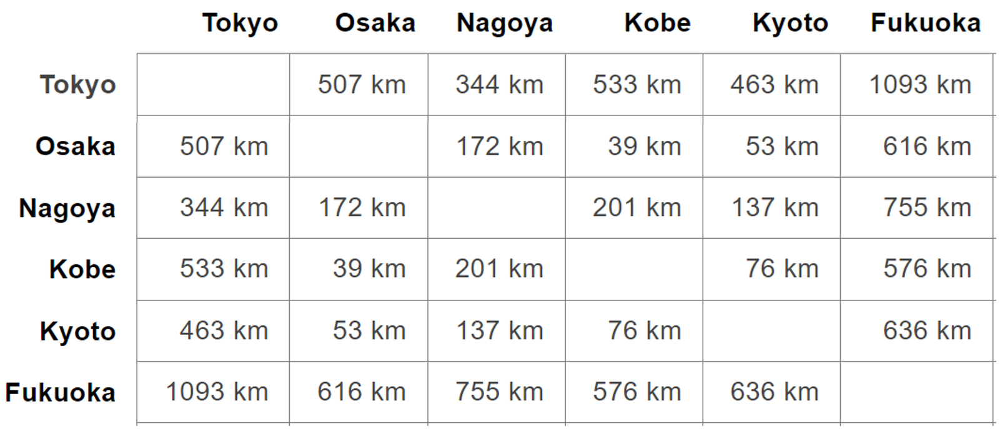 Tokyo Osaka Nagoya Kobe Kyoto Fukuoka
Tokyo 507 km 344 km 533 km 463 km 1093 km
Osaka 507 km 172 km 39 km 53 km 616 km
Nagoya 344 km 172 km 201 km 137 km 755 km
Kobe 533 km 39 km 201 km 76 km 576 km
Kyoto 463 km 53 km 137 km 76 km 636 km
Fukuoka 1093 km 616 km 755 km 576 km 636 km